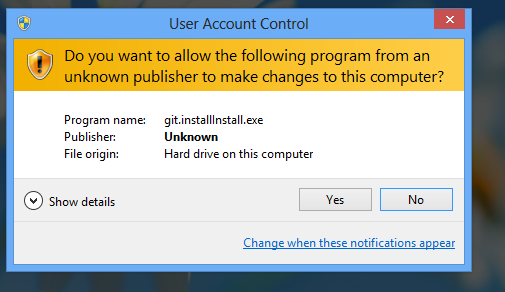 User Account Control
Do you want to allow the following program from an
unknown publisher to make changes to this computer?
Program name: git.installInstall.exe
Publisher: Unknown
File origin: Hard drive on this computer
Show details
Yes No
Change when these notifications appear